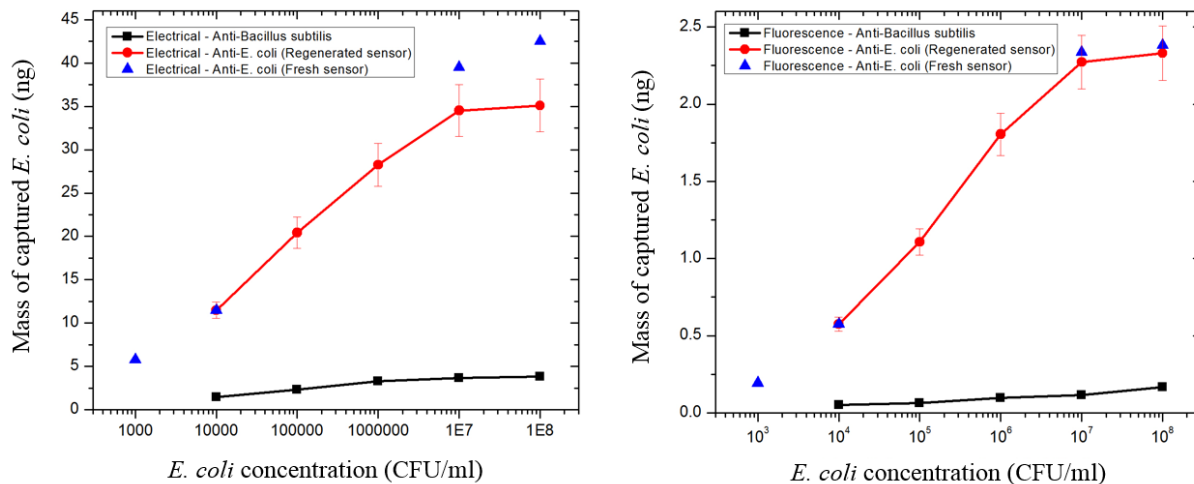 Electrical - Anti-Bacillus subtilis
Electrical - Anti-E. coli (Regenerated sensor)
Electrical - Anti-E. coli (Fresh sensor)
Mass of captured E. coli (ng)
45
40
35
30
25
20
15
10
5
0
1000 10000 100000 1000000 1E7 1E8
E. coli concentration (CFU/ml)
Fluorescence - Anti-Bacillus subtilis
Fluorescence - Anti-E. coli (Regenerated sensor)
Fluorescence - Anti-E. coli (Fresh sensor)
Mass of captured E. coli (ng)
2.5
2.0
1.5
1.0
0.5
0.0
10³ 10⁴ 10⁵ 10⁶ 10⁷ 10⁸
E. coli concentration (CFU/ml)